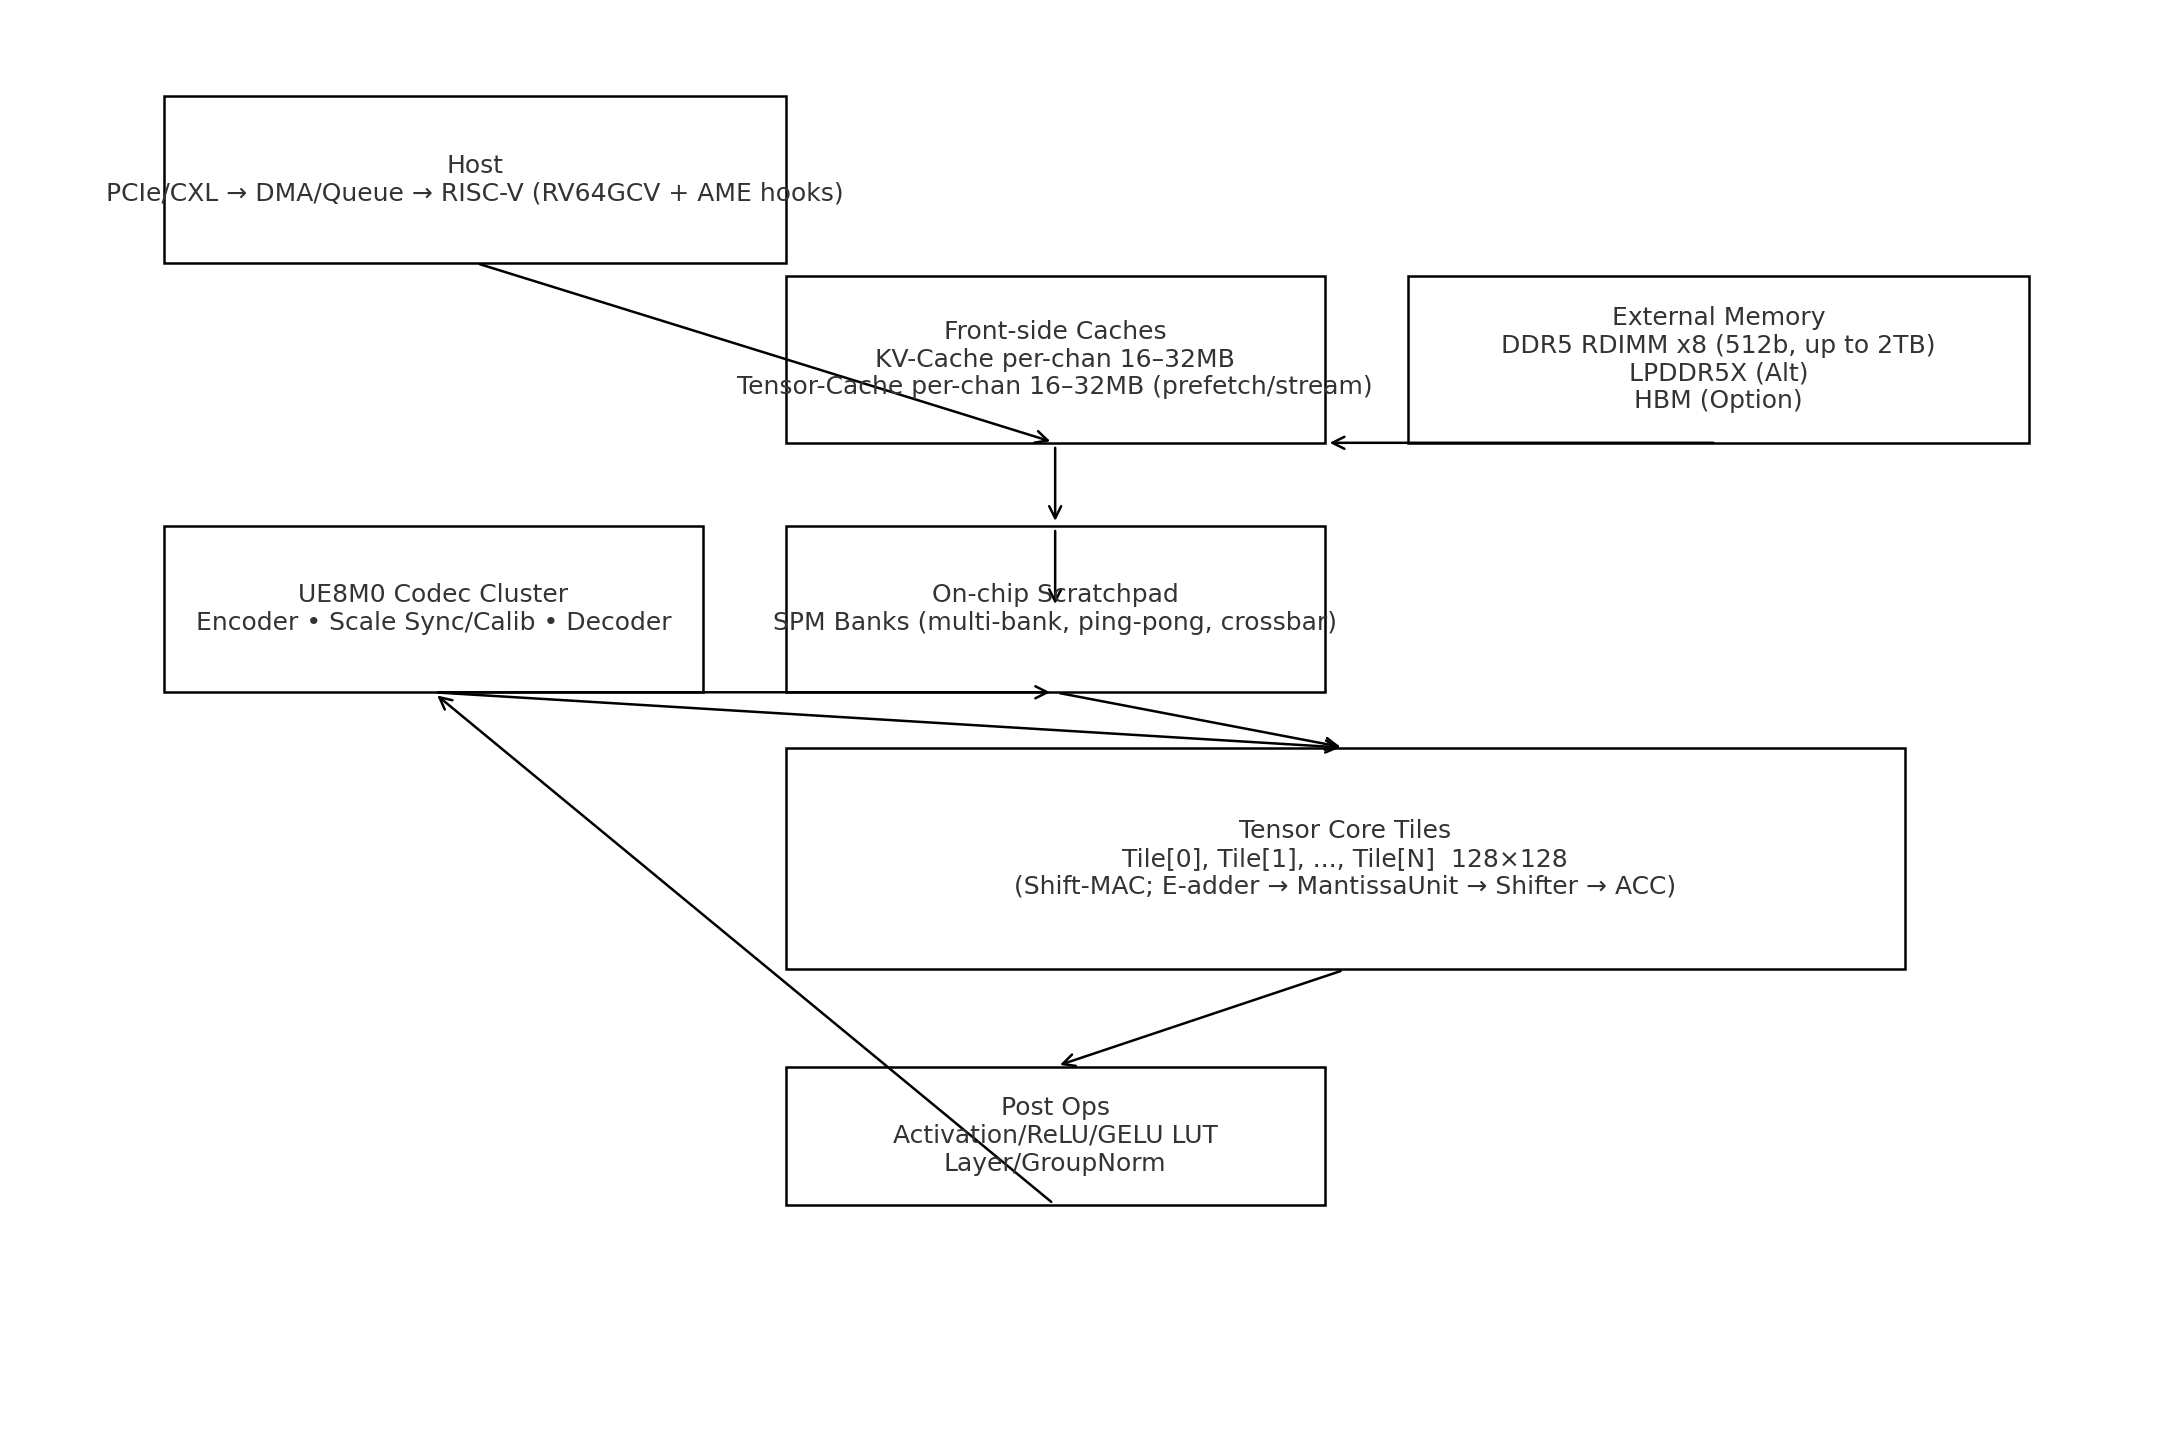 Host
PCIe/CXL → DMA/Queue → RISC-V (RV64GCV + AME hooks)
Front-side Caches
KV-Cache per-chan 16–32MB
Tensor-Cache per-chan 16–32MB (prefetch/stream)
External Memory
DDR5 RDIMM x8 (512b, up to 2TB)
LPDDR5X (Alt)
HBM (Option)
UE8M0 Codec Cluster
Encoder • Scale Sync/Calib • Decoder
On-chip Scratchpad
SPM Banks (multi-bank, ping-pong, crossbar)
Tensor Core Tiles
Tile[0], Tile[1], …, Tile[N]  128×128
(Shift-MAC; E-adder → MantissaUnit → Shifter → ACC)
Post Ops
Activation/ReLU/GELU LUT
Layer/GroupNorm